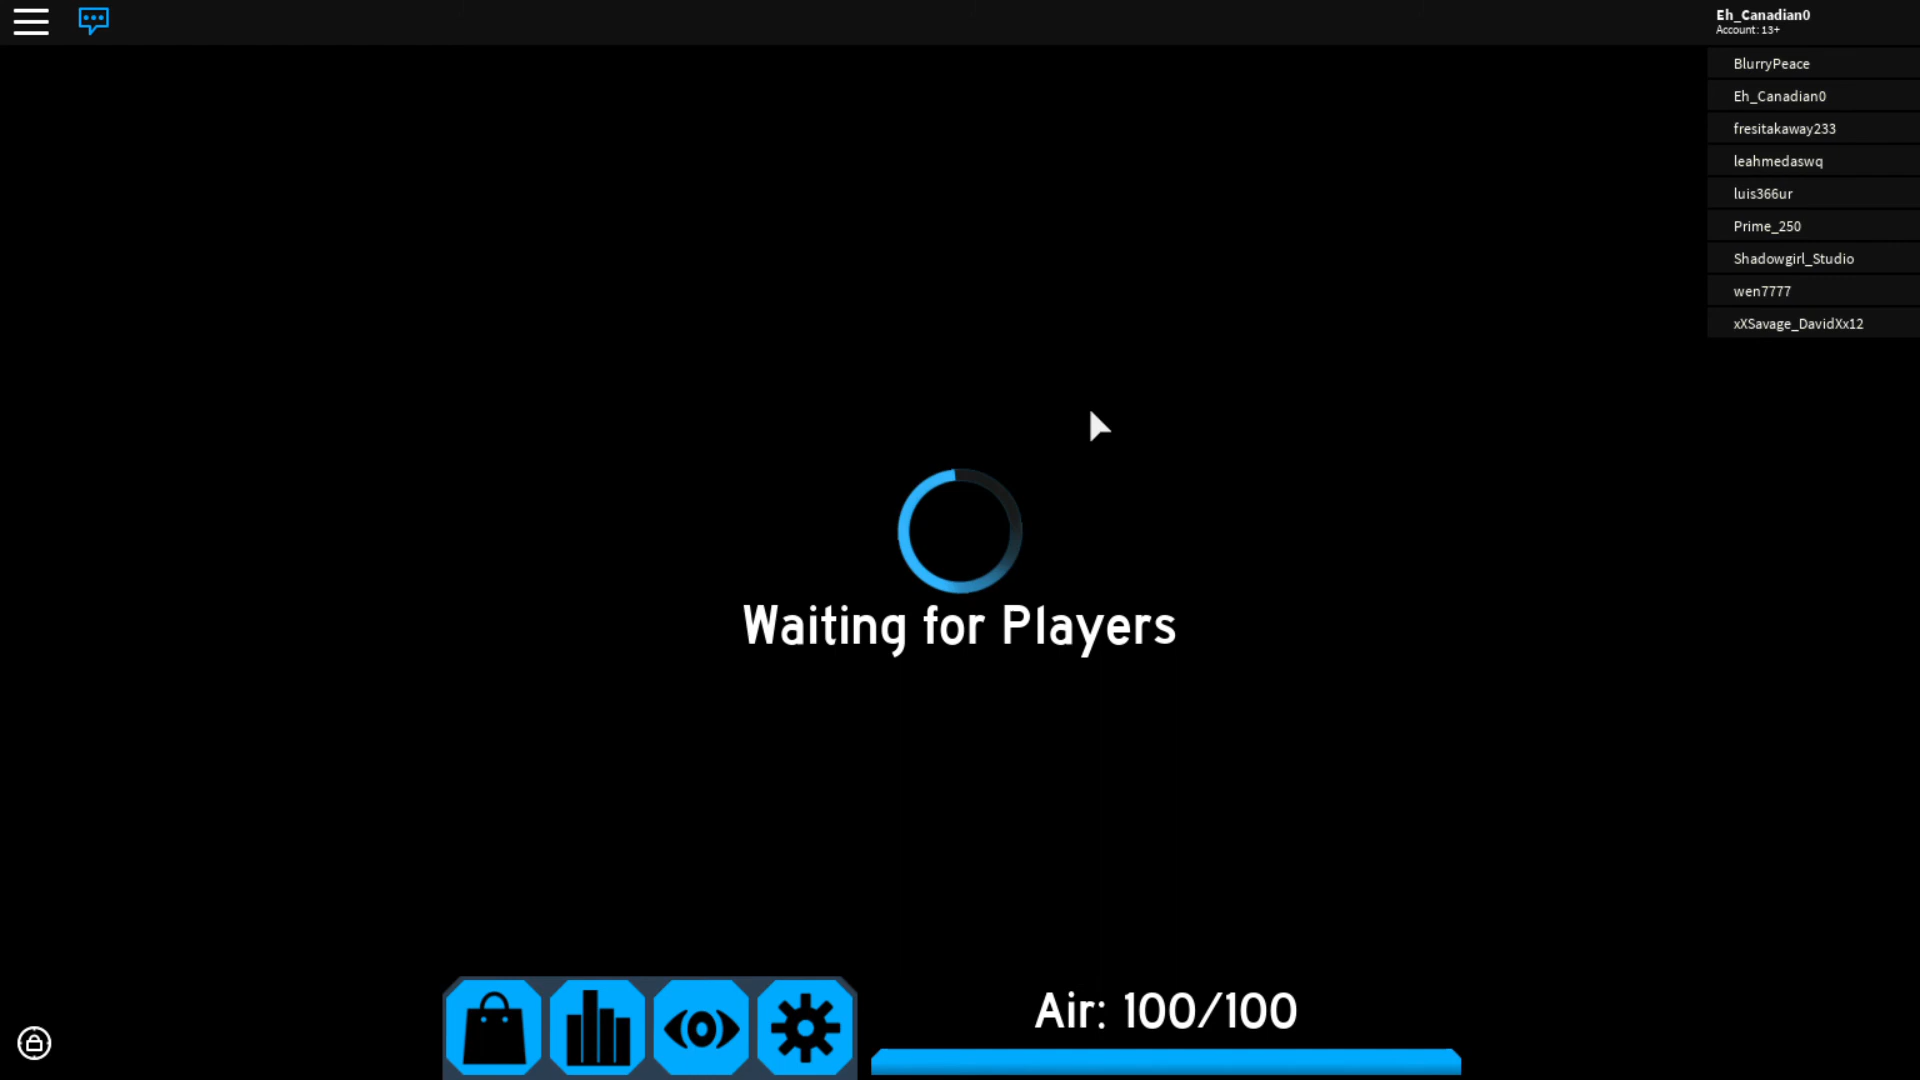 Eh_Canadian0
Account: 13+
BlurryPeace
Eh_Canadian0
fresitakaway233
leahmedaswq
luis366ur
Prime_250
Shadowgirl_Studio
wen7777
xXSavage_DavidXx12
Waiting for Players
Air: 100/100